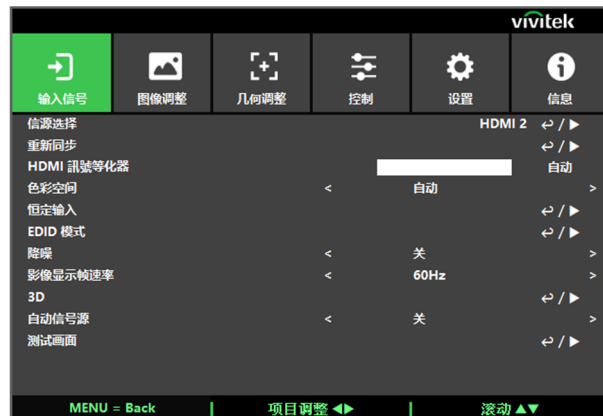 vivitek
输入信号 图像调整 几何调整 控制 设置 信息
信源选择 HDMI 2 ↩ / ▶
重新同步 ↩ / ▶
HDMI 訊號等化器 自动
色彩空间 < 自动 >
恒定输入 ↩ / ▶
EDID 模式 ↩ / ▶
降噪 < 关 >
影像显示帧速率 < 60Hz >
3D ↩ / ▶
自动信号源 < 关 >
测试画面 ↩ / ▶
MENU = Back 项目调整 ◀▶ 滚动 ▲▼